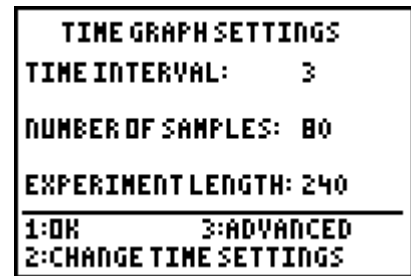 TIME GRAPH SETTINGS
TIME INTERVAL: 3
NUMBER OF SAMPLES: 80
EXPERIMENT LENGTH: 240
1:OK 3:ADVANCED
2:CHANGE TIME SETTINGS